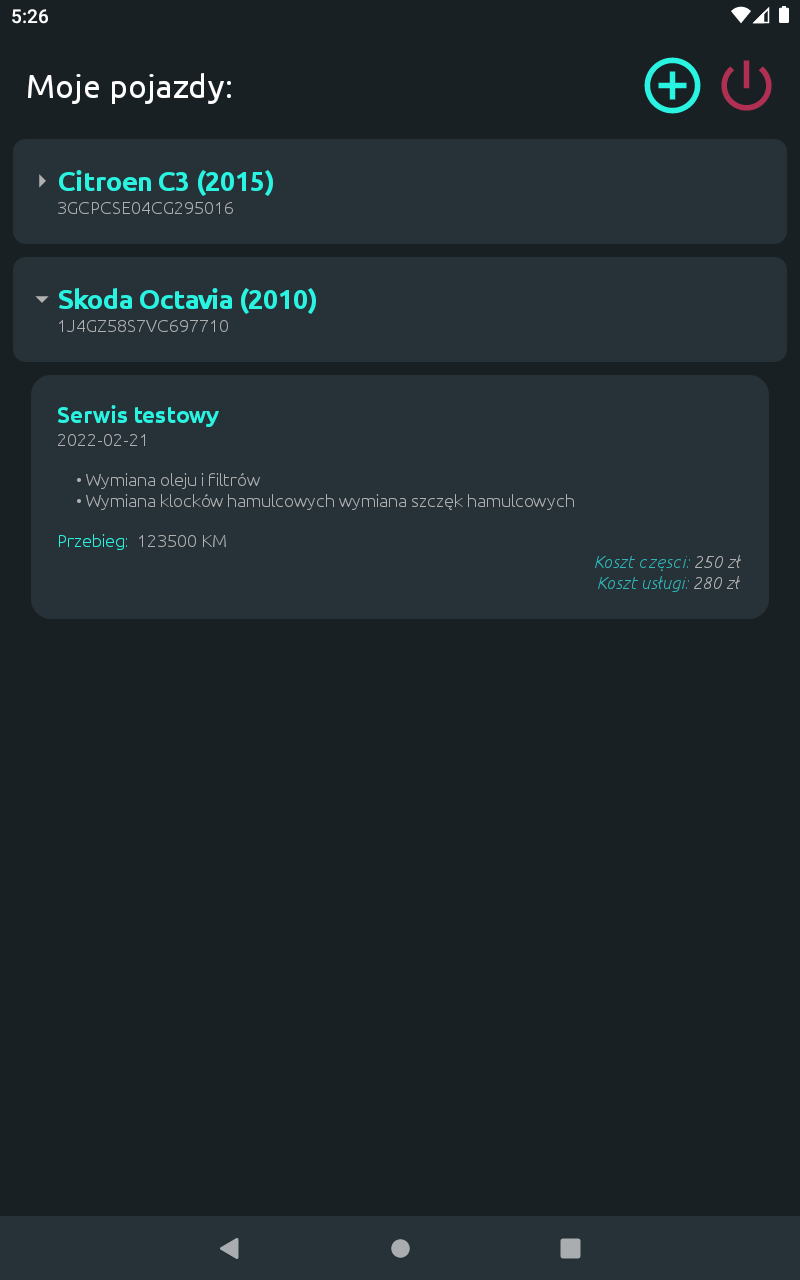 5:26
Moje pojazdy:
Citroen C3 (2015)
3GCPCSE04CG295016
Skoda Octavia (2010)
1J4GZ58S7VC697710
Serwis testowy
2022-02-21
• Wymiana oleju i filtrów
• Wymiana klocków hamulcowych wymiana szczęk hamulcowych
Przebieg: 123500 KM
Koszt częsci: 250 zł
Koszt usługi: 280 zł